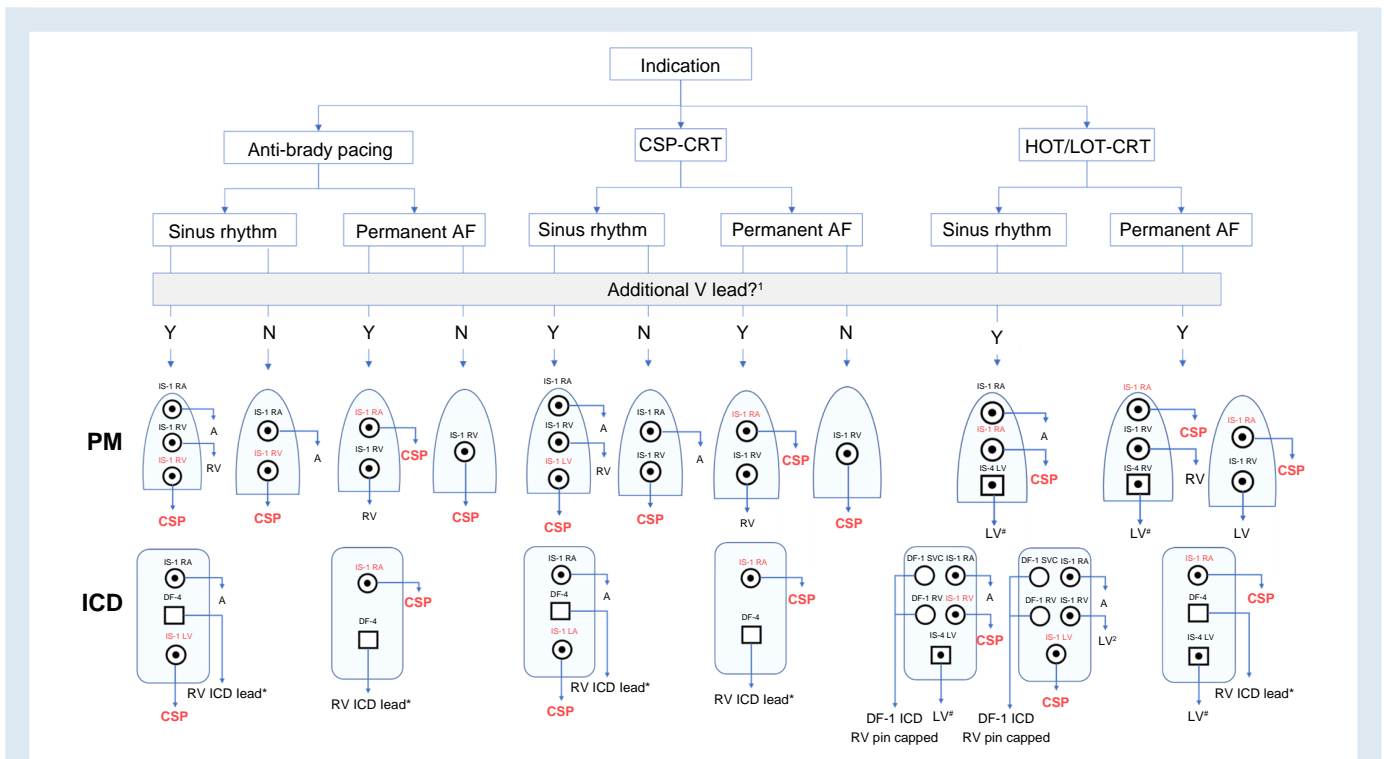 Indication
Anti-brady pacing
CSP-CRT
HOT/LOT-CRT
Sinus rhythm
Permanent AF
Sinus rhythm
Permanent AF
Sinus rhythm
Permanent AF
Additional V lead?¹
Y
N
Y
N
Y
N
Y
N
Y
Y
PM
IS-1 RA
A
IS-1 RV
RV
IS-1 RV
CSP
IS-1 RA
A
IS-1 RV
CSP
IS-1 RA
CSP
IS-1 RV
RV
IS-1 RV
CSP
IS-1 RA
A
IS-1 RV
RV
IS-1 LV
CSP
IS-1 RA
A
IS-1 RV
CSP
IS-1 RA
CSP
IS-1 RV
RV
IS-1 RV
CSP
IS-1 RA
A
IS-1 RA
CSP
IS-4 LV
LV#
IS-1 RA
CSP
IS-1 RV
RV
IS-4 RV
LV#
IS-1 RA
CSP
IS-1 RV
LV
ICD
IS-1 RA
A
DF-4
IS-1 LV
RV ICD lead*
CSP
IS-1 RA
CSP
DF-4
RV ICD lead*
IS-1 RA
A
DF-4
IS-1 LA
RV ICD lead*
CSP
IS-1 RA
CSP
DF-4
RV ICD lead*
DF-1 SVC IS-1 RA
A
DF-1 RV IS-1 RV
CSP
IS-4 LV
LV#
DF-1 ICD
RV pin capped
DF-1 SVC IS-1 RA
A
DF-1 RV IS-1 RV
LV²
IS-1 LV
CSP
DF-1 ICD
RV pin capped
IS-1 RA
CSP
DF-4
IS-4 LV
RV ICD lead*
LV#